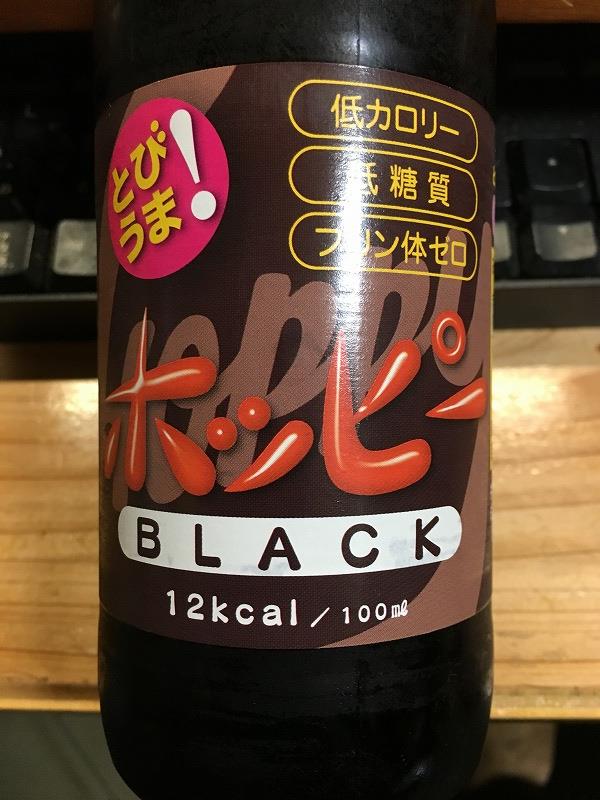 とび
うま!
低カロリー
低糖質
プリン体ゼロ
Hoppy
ホッピー
BLACK
12kcal/100㎖